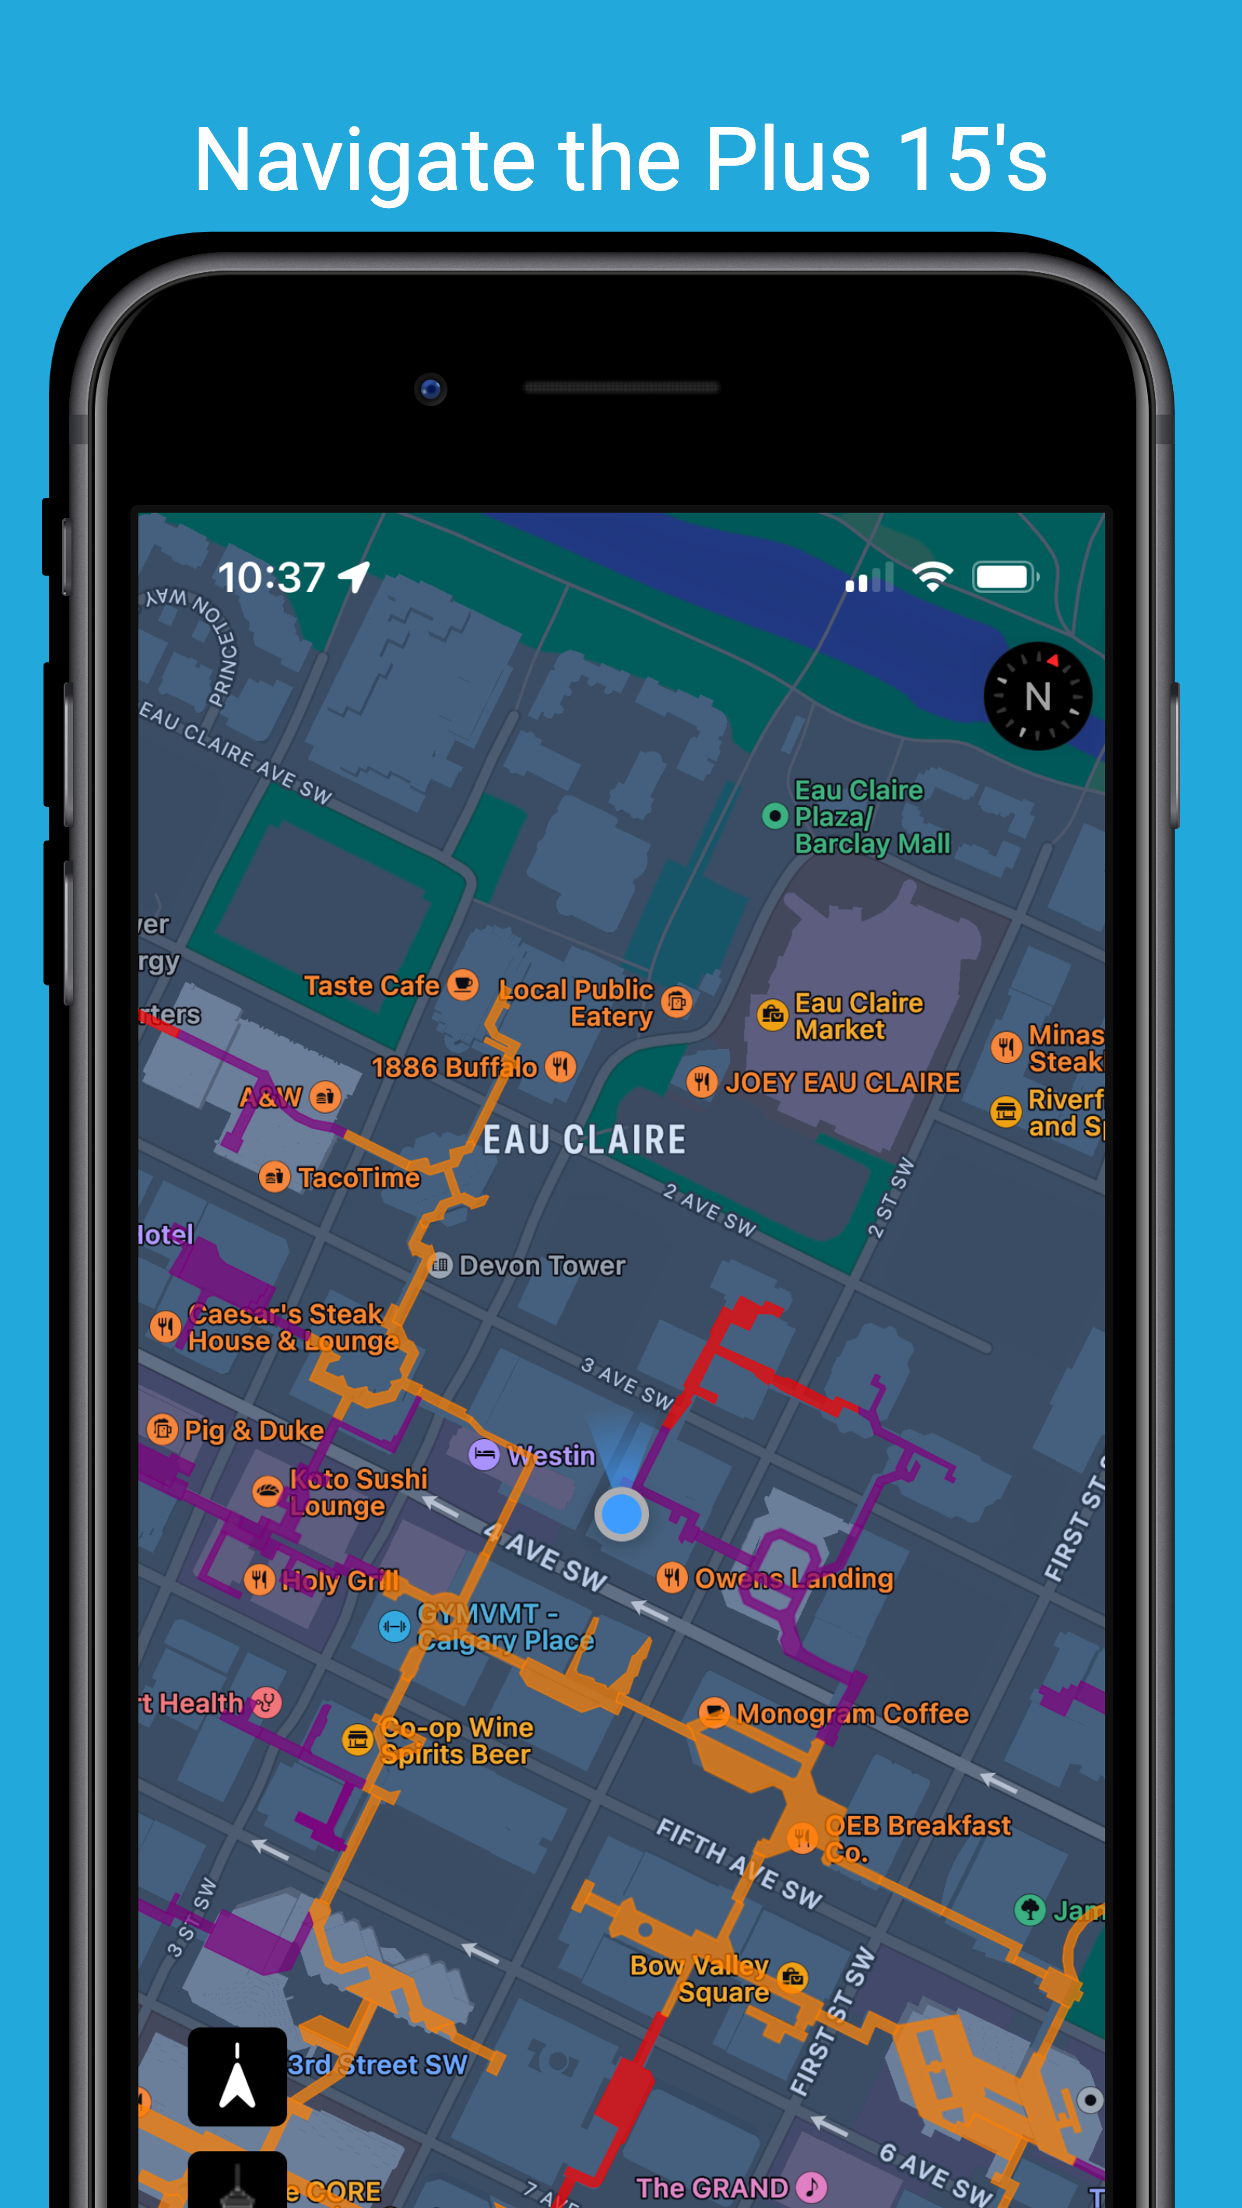 Navigate the Plus 15's
10:37
N
PRINCETON WAY
EAU CLAIRE AVE SW
Eau Claire
Plaza/
Barclay Mall
Taste Cafe
Local Public
Eatery
Eau Claire
Market
rgy
rters
1886 Buffalo
JOEY EAU CLAIRE
Minas
Steak
A&W
Riverf
and Sp
EAU CLAIRE
TacoTime
2 AVE SW
2 ST SW
Hotel
Devon Tower
Caesar's Steak
House & Lounge
3 AVE SW
Pig & Duke
Westin
Koto Sushi
Lounge
FIRST ST S
4 AVE SW
Holy Grill
Owens Landing
GYMVMT -
Calgary Place
rt Health
Monogram Coffee
Co-op Wine
Spirits Beer
FIFTH AVE SW
OEB Breakfast
Co.
3 ST SW
Jam
Bow Valley
Square
FIRST ST SW
3rd Street SW
6 AVE SW
e CORE
7 AVE
The GRAND
T